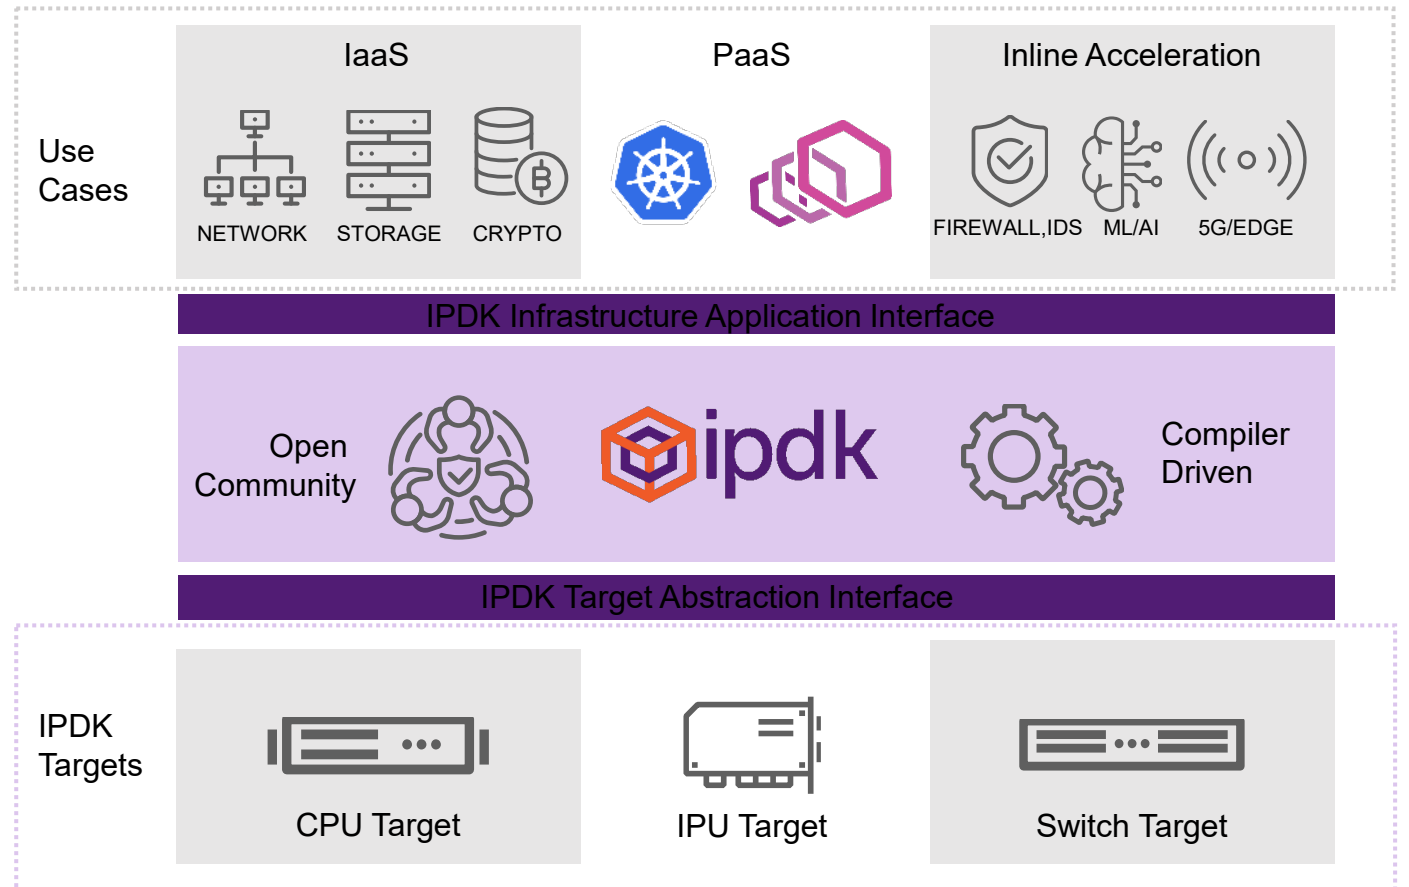 IaaS
PaaS
Inline Acceleration
Use
Cases
NETWORK
STORAGE
CRYPTO
FIREWALL,IDS
ML/AI
5G/EDGE
IPDK Infrastructure Application Interface
Open
Community
ipdk
Compiler
Driven
IPDK Target Abstraction Interface
IPDK
Targets
CPU Target
IPU Target
Switch Target